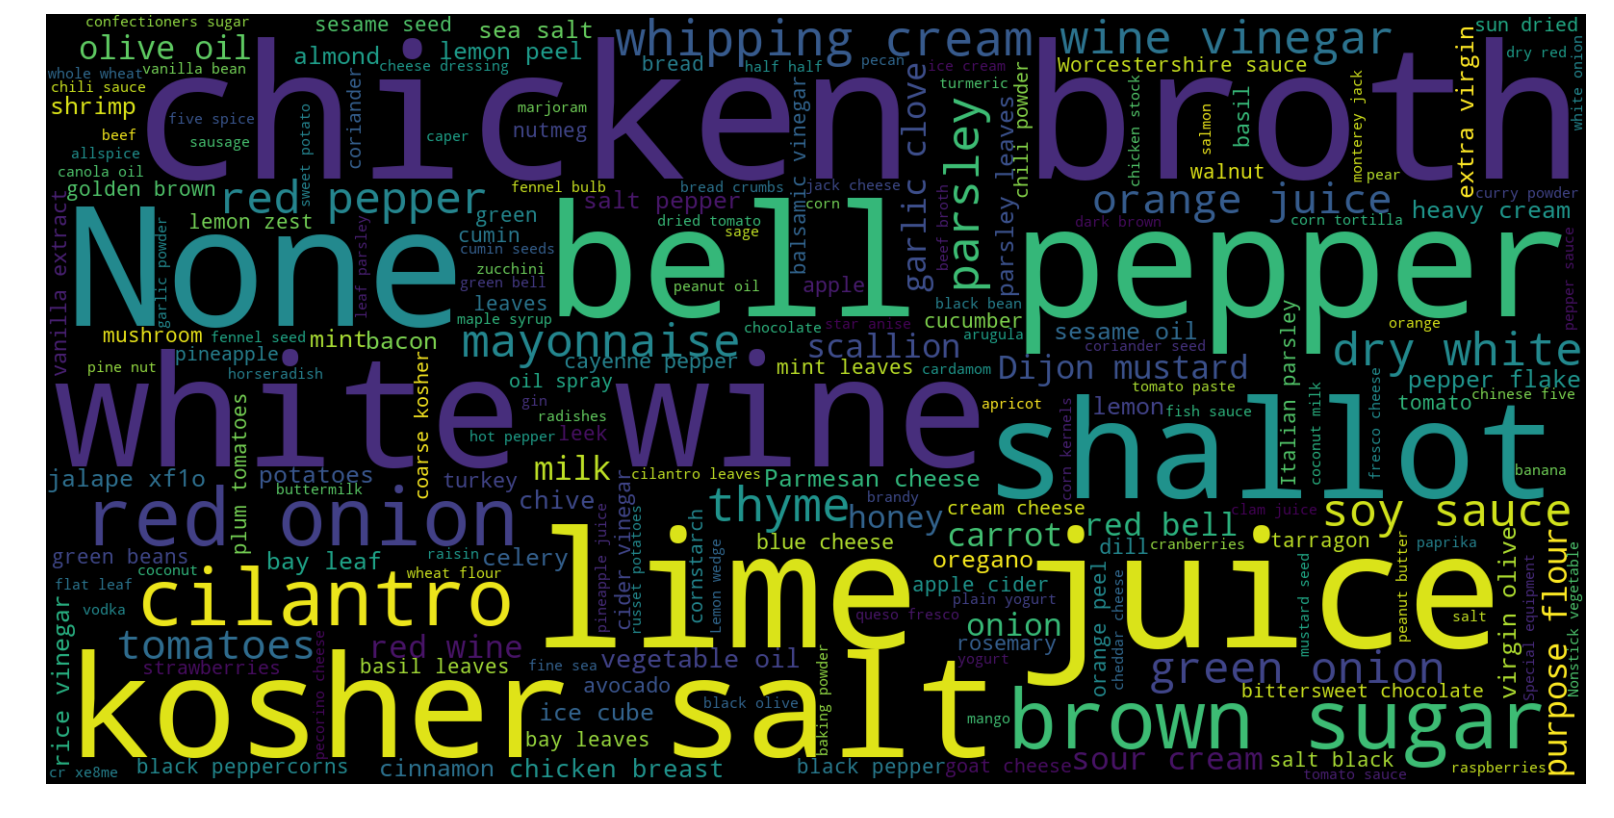 confectioners sugar
sesame seed
sea salt
whipping cream
wine vinegar
sun dried
olive oil
almond
lemon peel
cheese dressing
bread
half half
pecan
ice cream
Worcestershire sauce
dry red
white onion
whole wheat
vanilla bean
chili sauce
shrimp
chicken broth
five spice
coriander
marjoram
nutmeg
turmeric
chicken stock
basil
salmon
monterey jack
extra virgin
beef
sausage
sweet potato
caper
balsamic vinegar
garlic clove
parsley
parsley leaves
chili powder
walnut
pear
allspice
canola oil
golden brown
red pepper
fennel bulb
bread crumbs
jack cheese
orange juice
curry powder
vanilla extract
None
lemon zest
salt pepper
corn
dark brown
corn tortilla
heavy cream
green
cumin
dried tomato
sage
bell pepper
beef broth
pepper sauce
garlic powder
leaf parsley
cumin seeds
zucchini
green bell
peanut oil
apple
leaves
black bean
maple syrup
chocolate
star anise
cucumber
arugula
sesame oil
orange
mushroom
fennel seed
mint
bacon
mayonnaise
scallion
coriander seed
dry white
pineapple
cayenne pepper
mint leaves
cardamom
Dijon mustard
pine nut
horseradish
coarse kosher
oil spray
tomato paste
Italian parsley
pepper flake
white wine
gin
apricot
lemon
fish sauce
coconut milk
fresco cheese
tomato
chinese five
radishes
hot pepper
leek
shallot
jalape xf1o
plum tomatoes
potatoes
turkey
milk
cilantro leaves
Parmesan cheese
corn kernels
banana
buttermilk
chive
cider vinegar
thyme
brandy
honey
cream cheese
clam juice
soy sauce
red onion
russet potatoes
cornstarch
Lemon wedge
carrot
red bell
green beans
bay leaf
raisin
celery
pineapple juice
blue cheese
oregano
dill
cranberries
tarragon
paprika
coconut
wheat flour
lime juice
apple cider
flat leaf
cilantro
plain yogurt
orange peel
cheddar cheese
mustard seed
peanut butter
salt
virgin olive
Special equipment
purpose flour
Nonstick vegetable
vodka
queso fresco
onion
rice vinegar
tomatoes
red wine
rosemary
strawberries
pecorino cheese
basil leaves
fine sea
vegetable oil
yogurt
green onion
kosher salt
avocado
black olive
baking powder
bittersweet chocolate
ice cube
mango
brown sugar
bay leaves
cr xe8me
black peppercorns
cinnamon
chicken breast
black pepper
goat cheese
sour cream
salt black
tomato sauce
raspberries